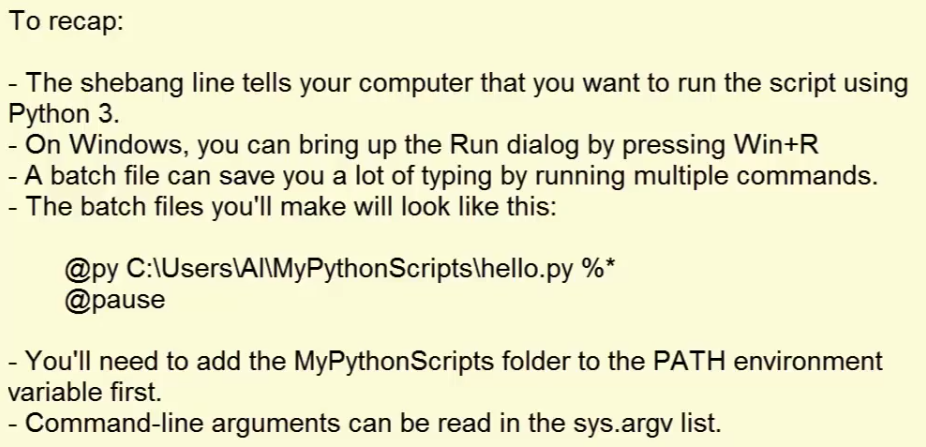 To recap:
- The shebang line tells your computer that you want to run the script using
Python 3.
- On Windows, you can bring up the Run dialog by pressing Win+R
- A batch file can save you a lot of typing by running multiple commands.
- The batch files you'll make will look like this:
@py C:\Users\Al\MyPythonScripts\hello.py %*
@pause
- You'll need to add the MyPythonScripts folder to the PATH environment
variable first.
- Command-line arguments can be read in the sys.argv list.